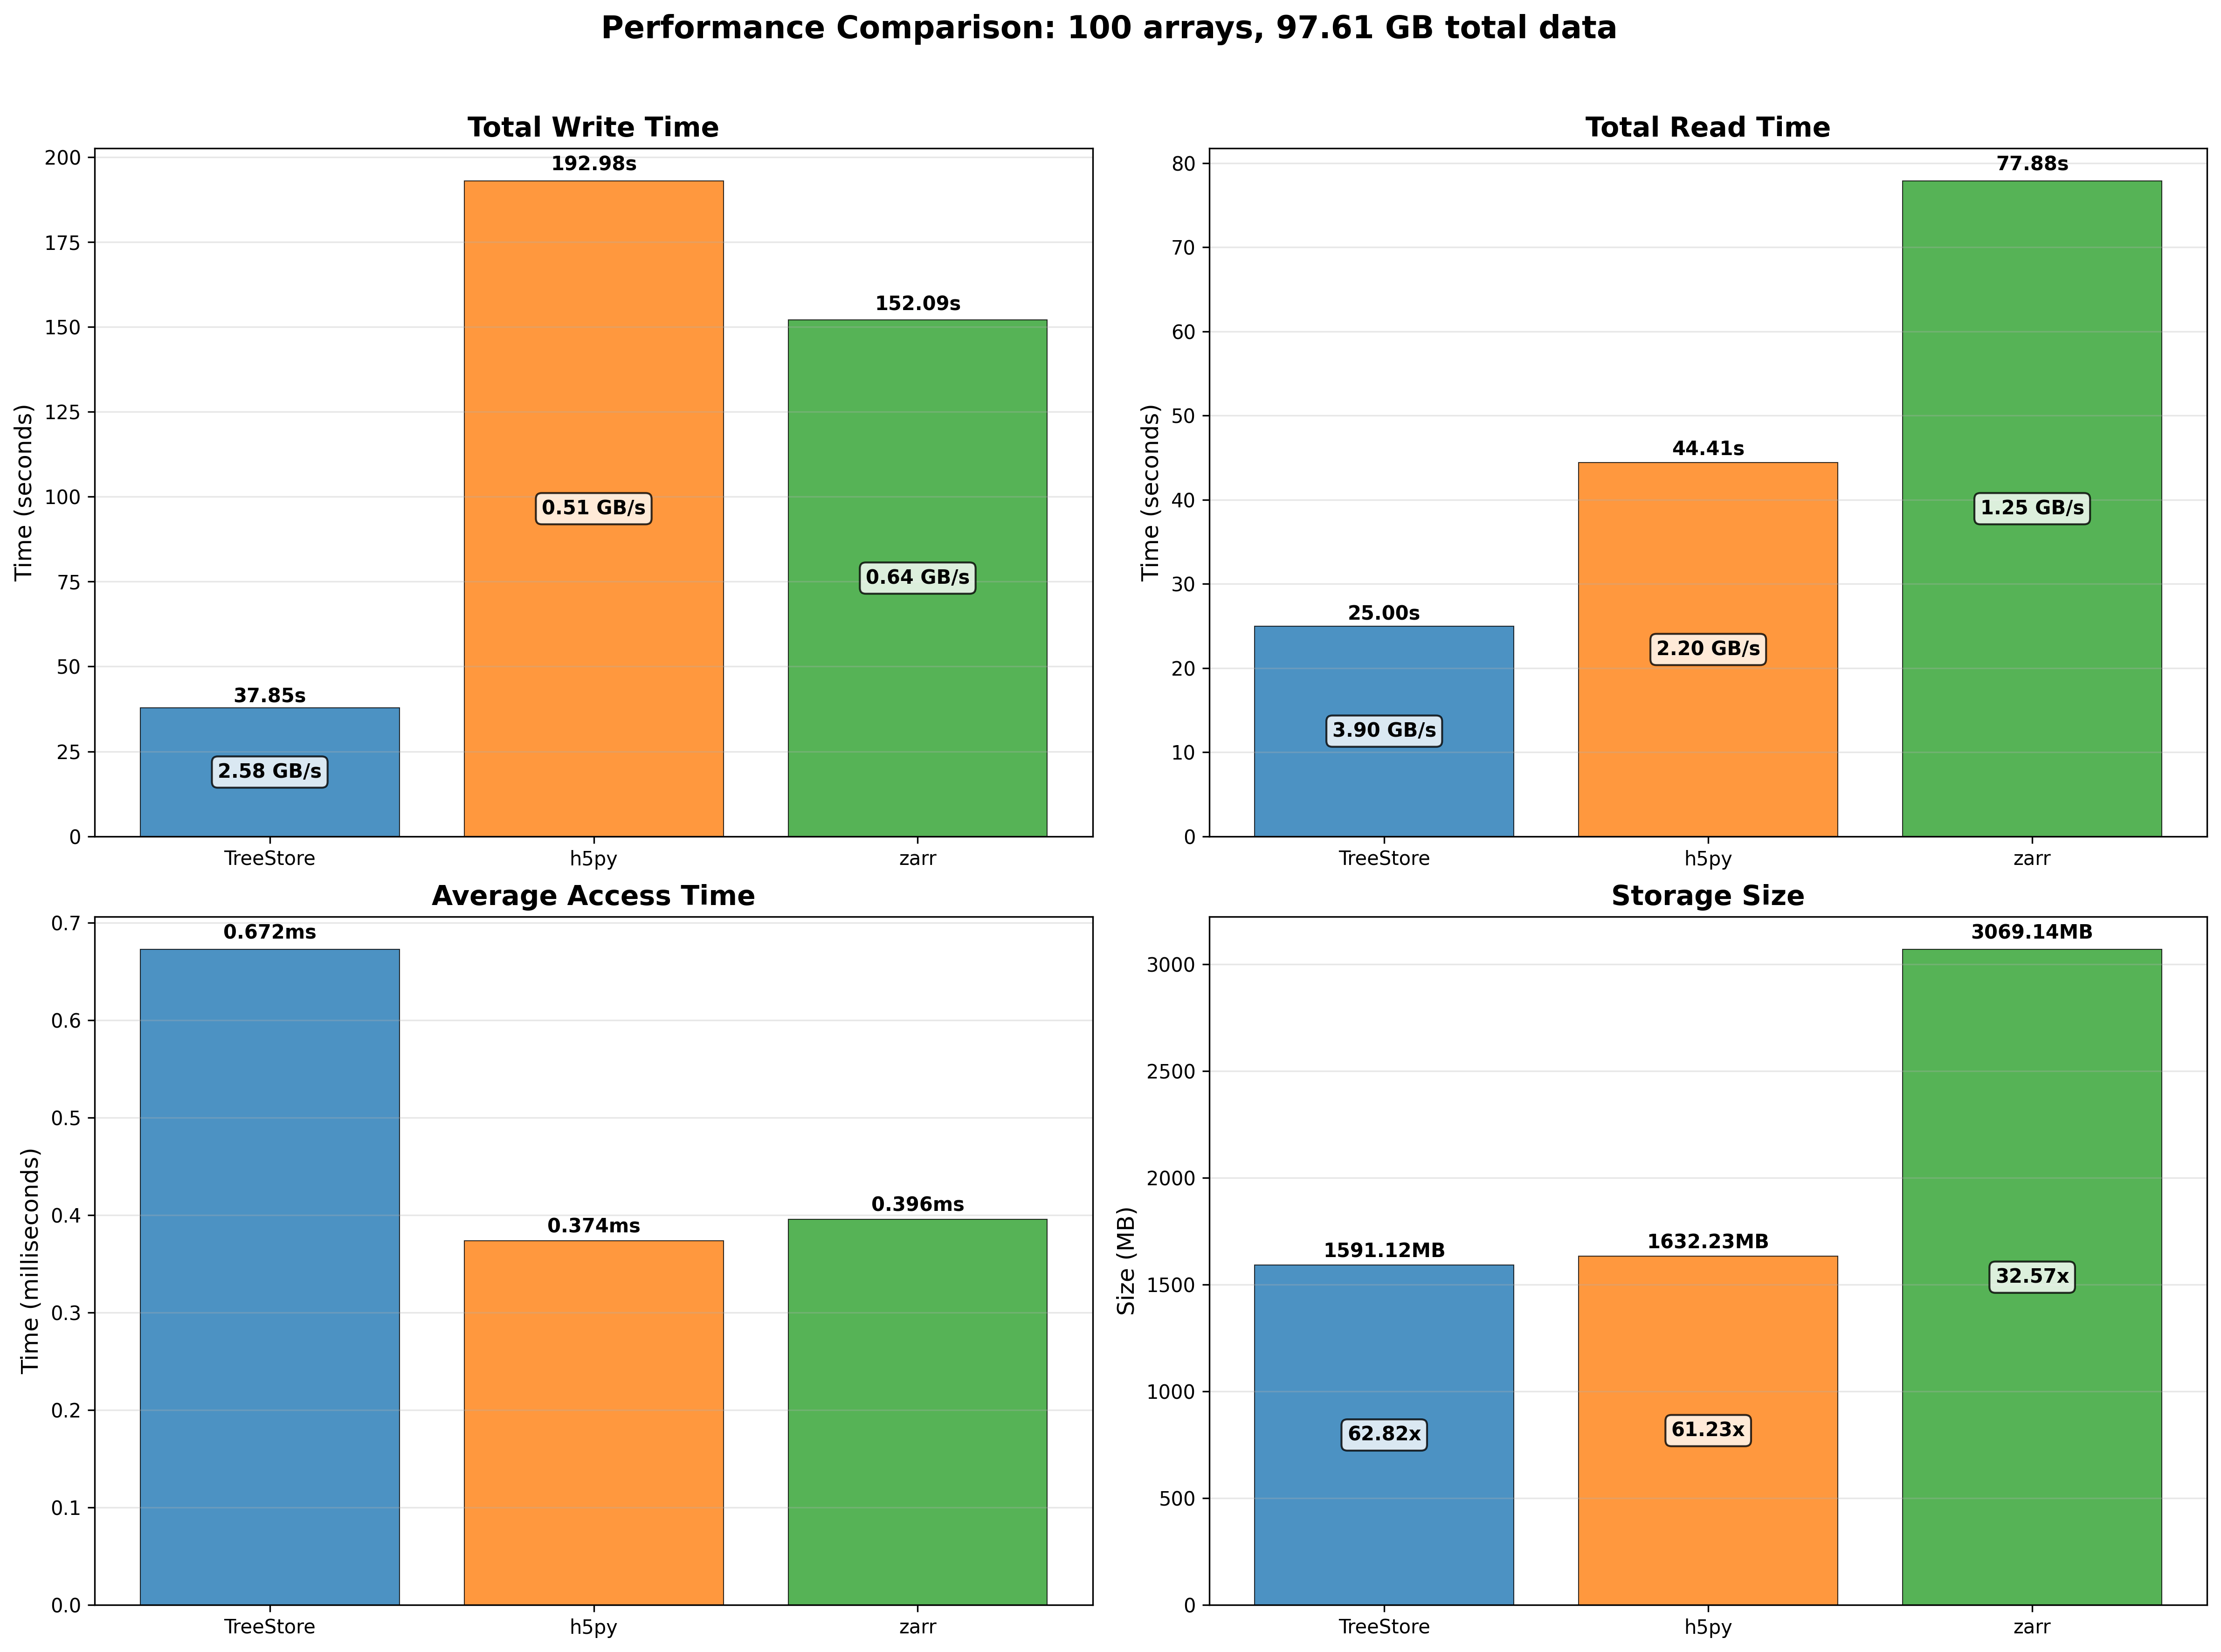 Performance Comparison: 100 arrays, 97.61 GB total data
Total Write Time
Time (seconds)
200
175
150
125
100
75
50
25
0
37.85s
2.58 GB/s
192.98s
0.51 GB/s
152.09s
0.64 GB/s
TreeStore
h5py
zarr
Total Read Time
Time (seconds)
80
70
60
50
40
30
20
10
0
25.00s
3.90 GB/s
44.41s
2.20 GB/s
77.88s
1.25 GB/s
TreeStore
h5py
zarr
Average Access Time
Time (milliseconds)
0.7
0.6
0.5
0.4
0.3
0.2
0.1
0.0
0.672ms
0.374ms
0.396ms
TreeStore
h5py
zarr
Storage Size
Size (MB)
3000
2500
2000
1500
1000
500
0
1591.12MB
62.82x
1632.23MB
61.23x
3069.14MB
32.57x
TreeStore
h5py
zarr